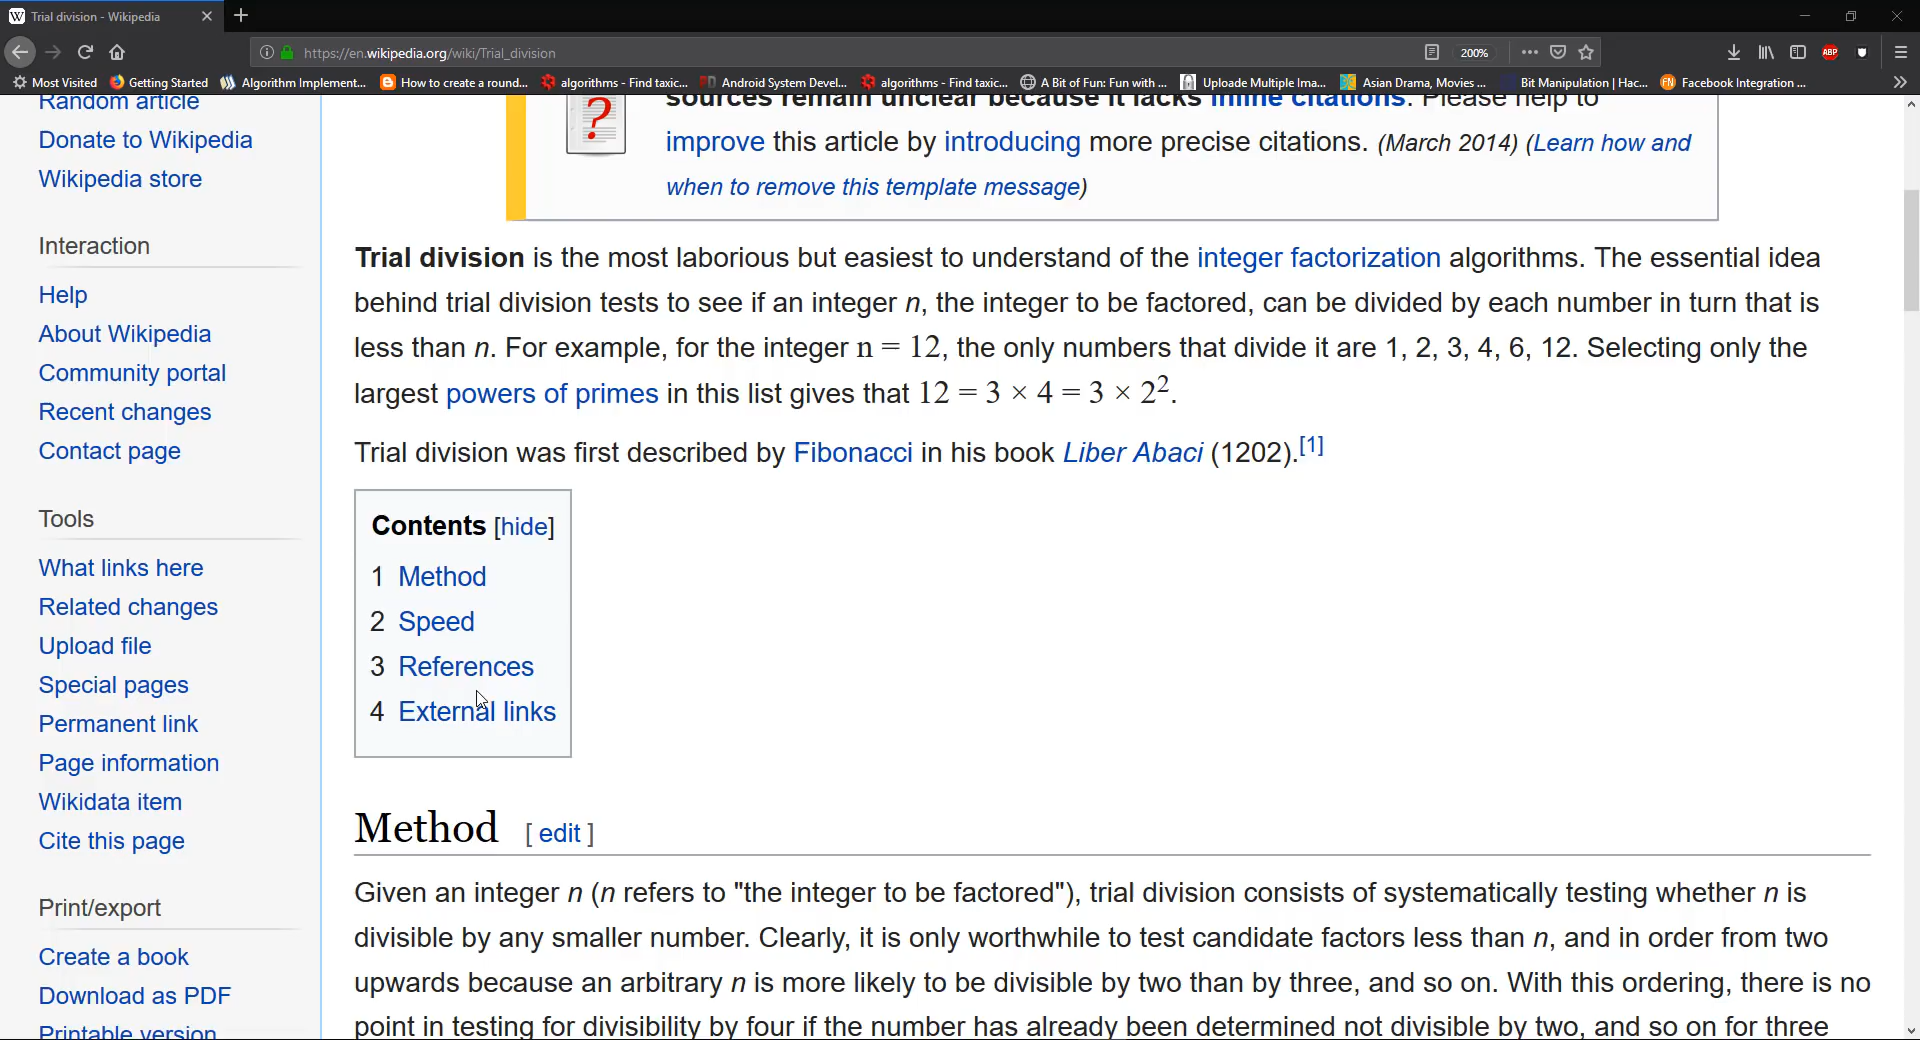 Trial division - Wikipedia
https://en.wikipedia.org/wiki/Trial_division
200%
Most Visited
Getting Started
Algorithm Implement...
How to create a round...
algorithms - Find taxic...
Android System Devel...
algorithms - Find taxic...
A Bit of Fun: Fun with ...
Uploade Multiple Ima...
Asian Drama, Movies ...
Bit Manipulation | Hac...
Facebook Integration ...
Random article
Donate to Wikipedia
Wikipedia store
Interaction
Help
About Wikipedia
Community portal
Recent changes
Contact page
Tools
What links here
Related changes
Upload file
Special pages
Permanent link
Page information
Wikidata item
Cite this page
Print/export
Create a book
Download as PDF
Printable version
sources remain unclear because it lacks inline citations. Please help to
improve this article by introducing more precise citations. (March 2014) (Learn how and
when to remove this template message)
Trial division is the most laborious but easiest to understand of the integer factorization algorithms. The essential idea
behind trial division tests to see if an integer n, the integer to be factored, can be divided by each number in turn that is
less than n. For example, for the integer n = 12, the only numbers that divide it are 1, 2, 3, 4, 6, 12. Selecting only the
largest powers of primes in this list gives that 12 = 3 × 4 = 3 × 2².
Trial division was first described by Fibonacci in his book Liber Abaci (1202).[1]
Contents [hide]
1 Method
2 Speed
3 References
4 External links
Method [ edit ]
Given an integer n (n refers to "the integer to be factored"), trial division consists of systematically testing whether n is
divisible by any smaller number. Clearly, it is only worthwhile to test candidate factors less than n, and in order from two
upwards because an arbitrary n is more likely to be divisible by two than by three, and so on. With this ordering, there is no
point in testing for divisibility by four if the number has already been determined not divisible by two, and so on for three